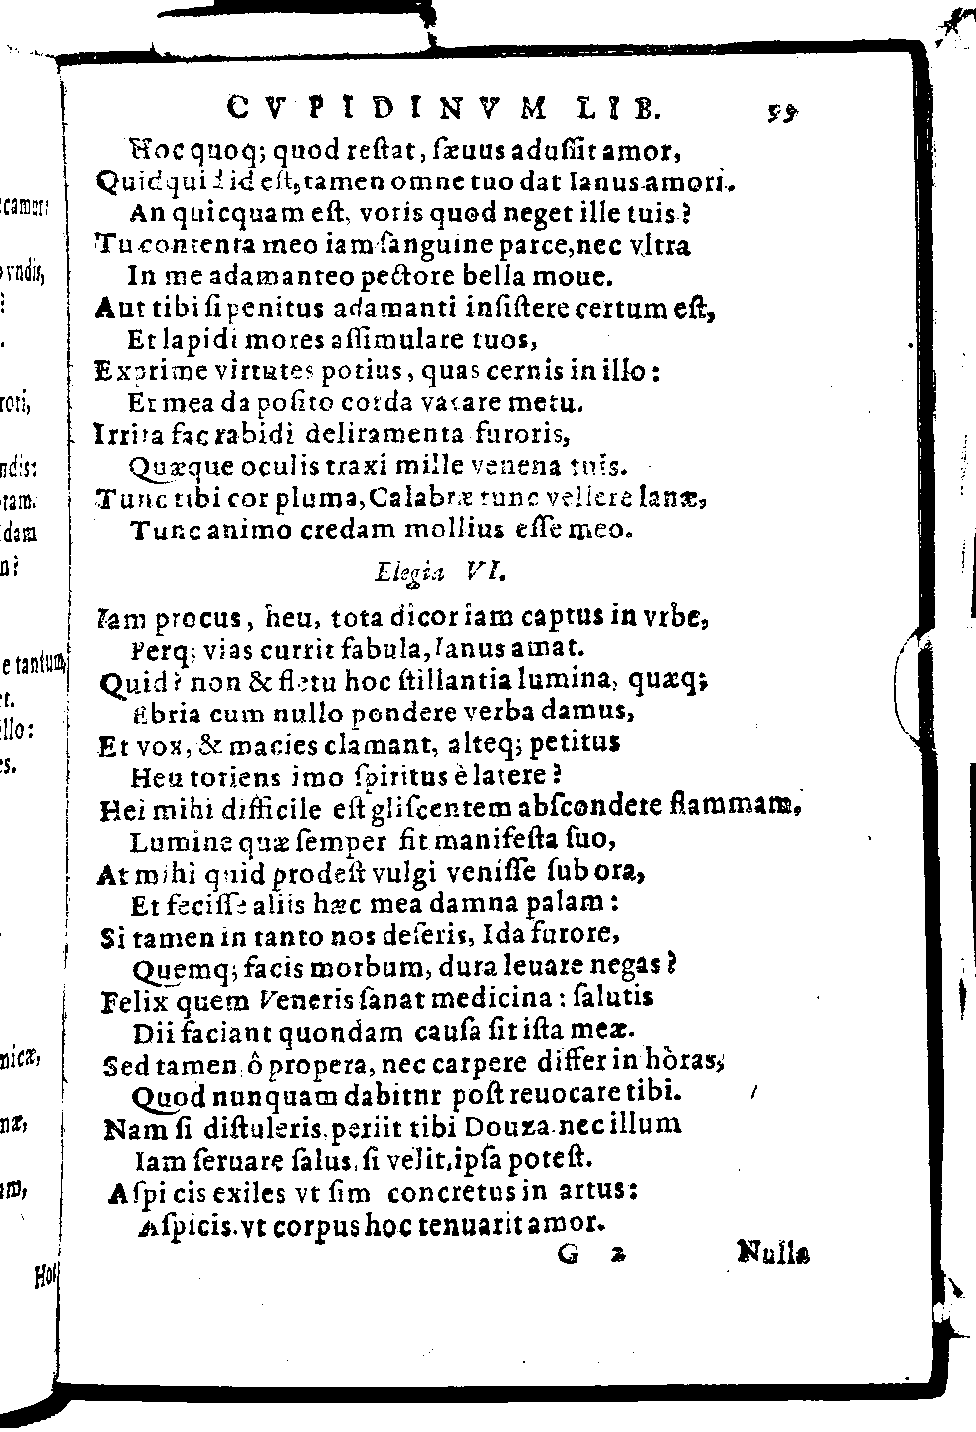 CVPIDINVM LIB. 99
Hoc quoq; quod restat, sæuus adussit amor,
Quidquid id est, tamen omne tuo dat Ianus amori.
An quicquam est, votis quod neget ille tuis?
Tu contenta meo iam sanguine parce, nec vltra
In me adamanteo pectore bella moue.
Aut tibi si penitus adamanti insistere certum est,
Et lapidi mores assimulare tuos,
Exprime virtutes potius, quas cernis in illo:
Et mea da posito corda vacare metu.
Irrita fac rabidi deliramenta furoris,
Quæque oculis traxi mille venena tuis.
Tunc tibi cor pluma, Calabræ tunc vellere lanæ,
Tunc animo credam mollius esse meo.
Elegia VI.
Iam procus, heu, tota dicor iam captus in vrbe,
Perq; vias currit fabula, Ianus amat.
Quid? non & fletu hoc stillantia lumina, quæq;
Ebria cum nullo pondere verba damus,
Et vox, & macies clamant, alteq; petitus
Heu toties imo spiritus è latere?
Hei mihi difficile est gliscentem abscondere flammam,
Lumine quæ semper fit manifesta suo,
At mihi quid prodest vulgi venisse sub ora,
Et fecisse aliis hæc mea damna palam:
Si tamen in tanto nos deseris, Ida furore,
Quemq; facis morbum, dura leuare negas?
Felix quem Veneris sanat medicina: salutis
Dii faciant quondam causa sit ista meæ.
Sed tamen ô propera, nec carpere differ in hòras,
Quod nunquam dabitnr post reuocare tibi.
Nam si distuleris, periit tibi Douza nec illum
Iam seruare salus, si velit, ipsa potest.
Aspicis exiles vt sim concretus in artus:
Aspicis, vt corpus hoc tenuarit amor.
G 2 Nulla